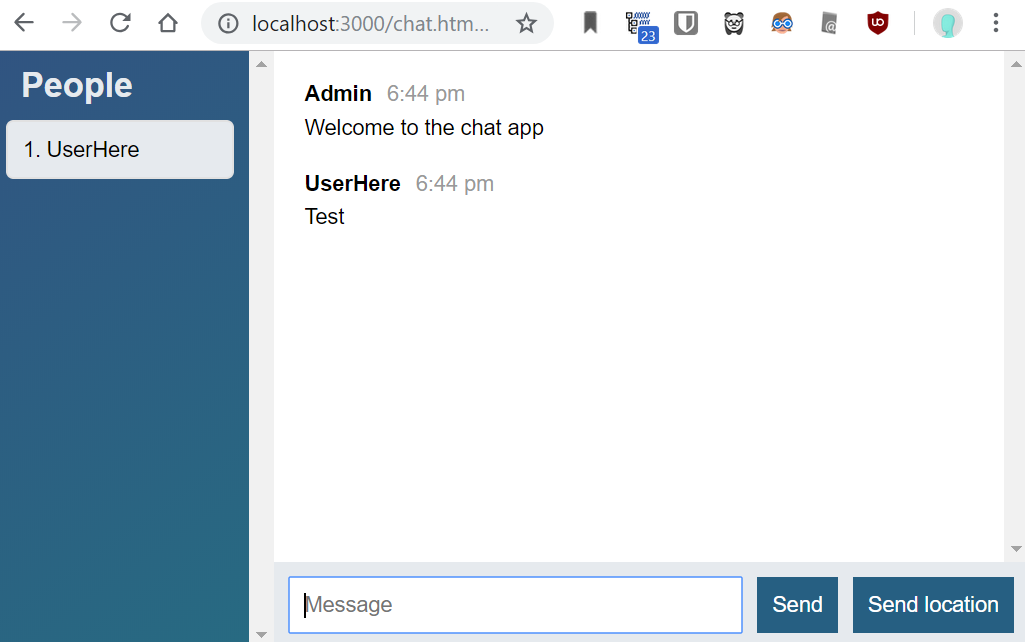 localhost:3000/chat.htm...
23
People
1. UserHere
Admin 6:44 pm
Welcome to the chat app
UserHere 6:44 pm
Test
Message
Send
Send location